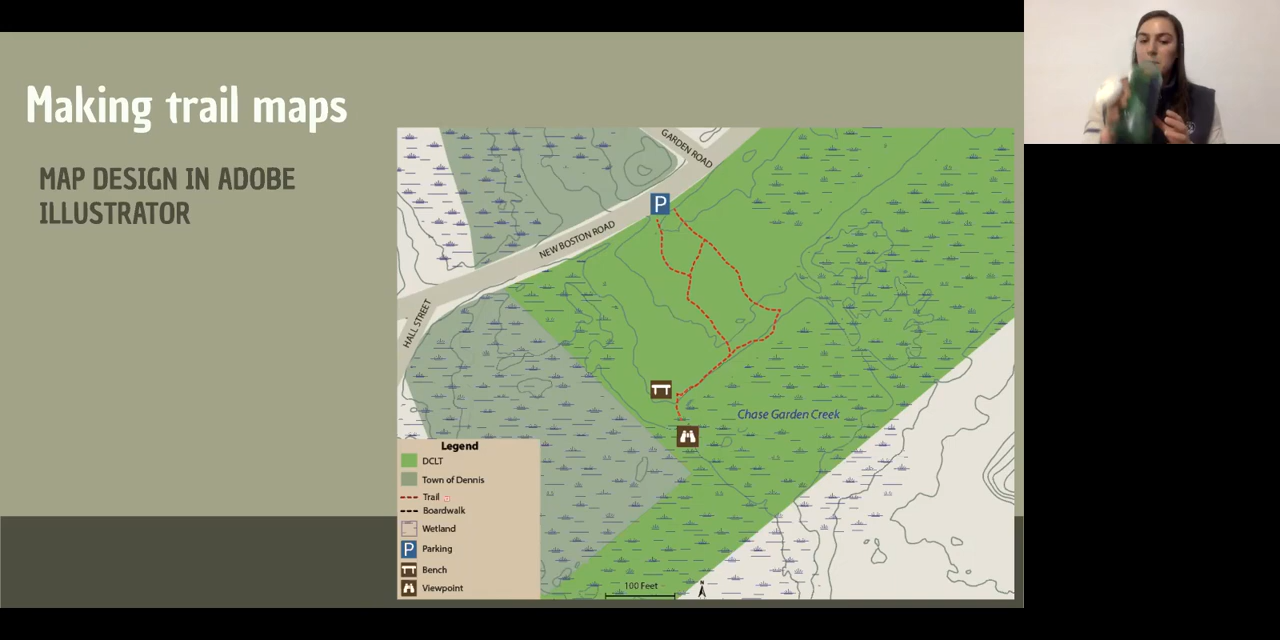 Making trail maps
MAP DESIGN IN ADOBE
ILLUSTRATOR
GARDEN ROAD
P
NEW BOSTON ROAD
HALL STREET
Chase Garden Creek
Legend
DCLT
Town of Dennis
Trail
Boardwalk
Wetland
P Parking
Bench
Viewpoint
100 Feet
N